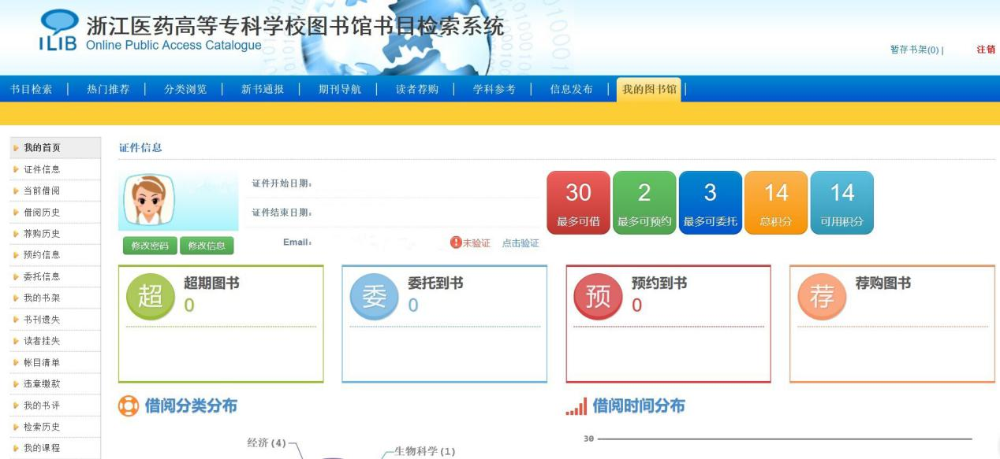 浙江医药高等专科学校图书馆书目检索系统
ILIB Online Public Access Catalogue
暂存书架(0) | 注销
书目检索 | 热门推荐 | 分类浏览 | 新书通报 | 期刊导航 | 读者荐购 | 学科参考 | 信息发布 | 我的图书馆 |
我的首页
证件信息
当前借阅
借阅历史
荐购历史
预约信息
委托信息
我的书架
书刊遗失
读者挂失
帐目清单
违章缴款
我的书评
检索历史
我的课程
证件信息
证件开始日期：
证件结束日期：
Email：
未验证 点击验证
修改密码 修改信息
30 最多可借
2 最多可预约
3 最多可委托
14 总积分
14 可用积分
超 超期图书
0
委 委托到书
0
预 预约到书
0
荐 荐购图书
借阅分类分布
经济(4)
生物科学(1)
借阅时间分布
30